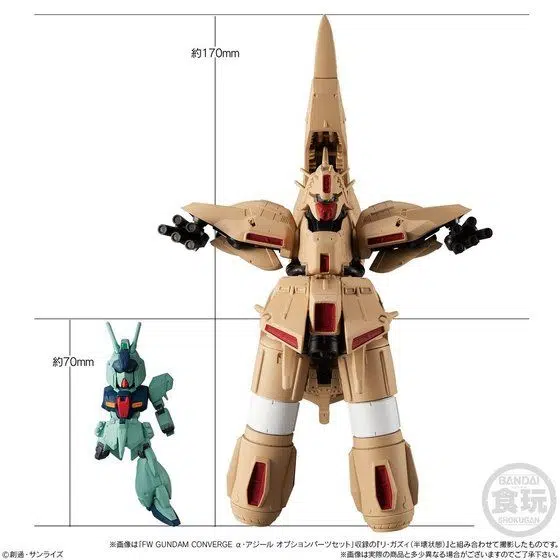 約170mm
約70mm
BANDAI
食玩
SHOKUGAN
※画像は『FW GUNDAM CONVERGE α・アジール オプションパーツセット』収録の『リ・ガズィ(半壊状態)』と組み合わせて撮影したものです。
※画像は実際の商品と多少異なる場合がございますのでご了承下さい。
©創通・サンライズ